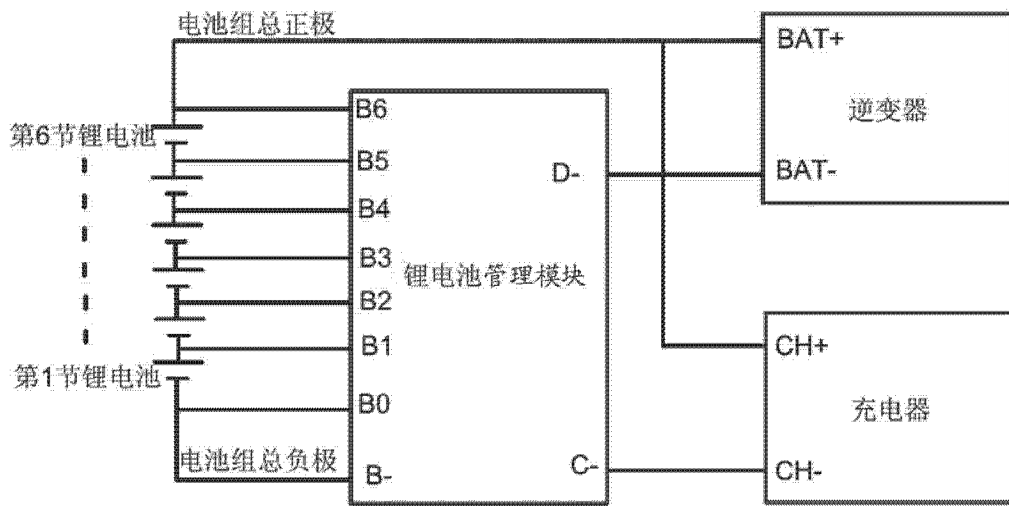 电池组总正极
BAT+
逆变器
BAT-
B6
第6节锂电池
B5
D-
B4
B3
锂电池管理模块
B2
B1
CH+
第1节锂电池
B0
充电器
电池组总负极
B-
C-
CH-